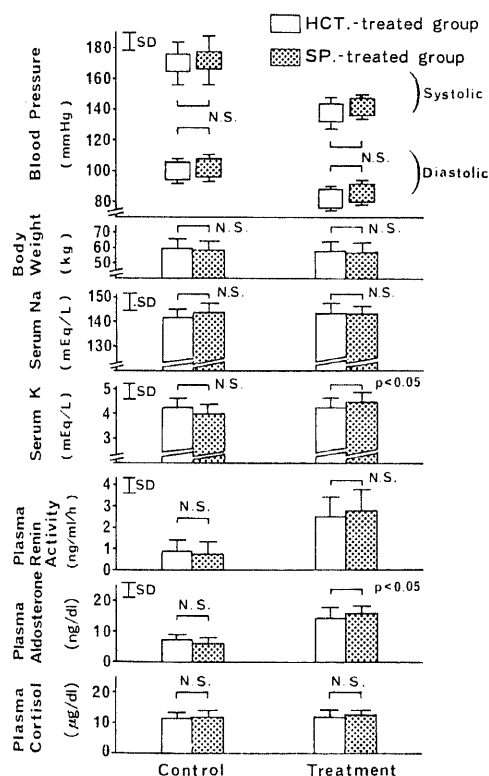 HCT.-treated group
SP.-treated group
SD
Blood Pressure
(mmHg)
180
160
140
120
100
80
Systolic
N.S.
N.S.
Diastolic
Body Weight
(kg)
70
60
50
N.S.
N.S.
Serum Na
(mEq/L)
150
140
130
SD
N.S.
N.S.
Serum K
(mEq/L)
5
4
3
SD
N.S.
p<0.05
Plasma Renin Activity
(ng/ml/h)
4
3
2
1
0
SD
N.S.
N.S.
Plasma Aldosterone
(ng/dl)
20
10
0
SD
N.S.
p<0.05
Plasma Cortisol
(μg/dl)
20
10
0
N.S.
N.S.
Control
Treatment